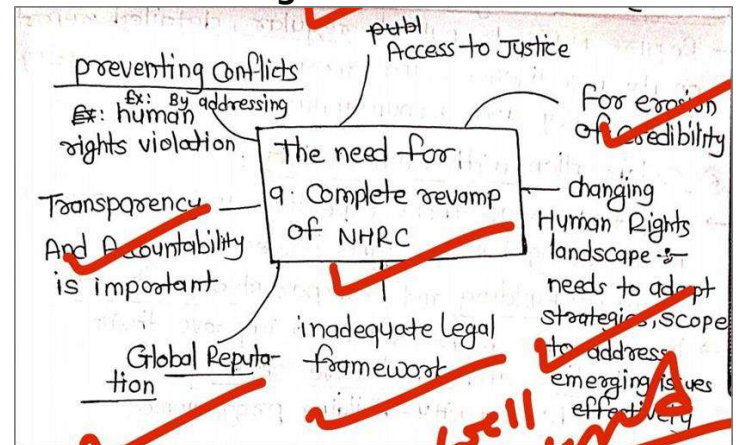 publ
Access to Justice
preventing Conflicts
Ex: By addressing
Ex: human
rights violation
For erosion
of Credibility
The need for
a Complete revamp
of NHRC
Transparency
And Accountability
is important
changing
Human Rights
landscape :-
needs to adapt
strategies, scope
to address
emerging issues
effectively
Global Reputa-
tion
inadequate Legal
framework
well